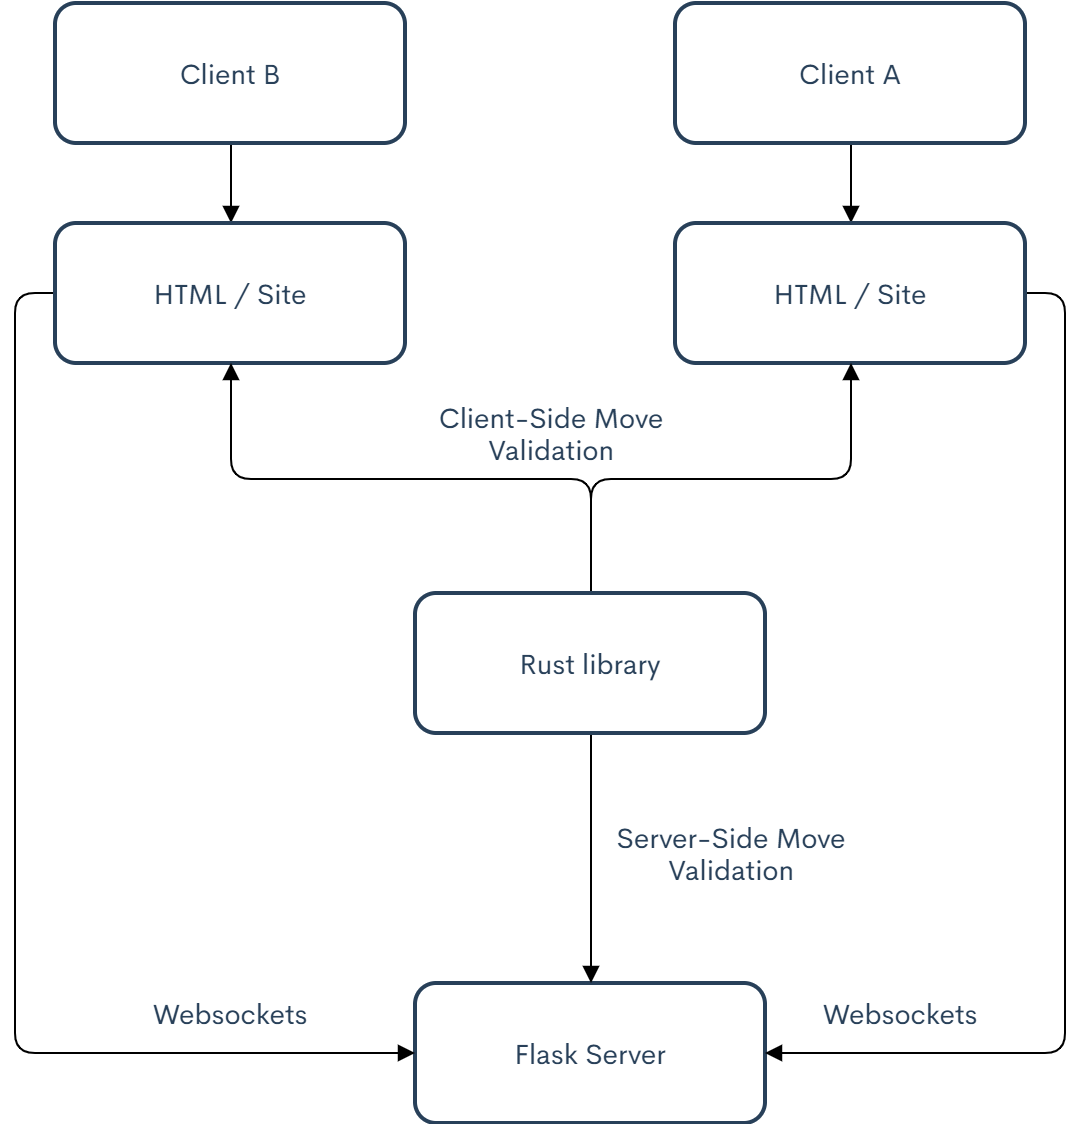 Client B
Client A
HTML / Site
HTML / Site
Client-Side Move
Validation
Rust library
Server-Side Move
Validation
Websockets
Websockets
Flask Server